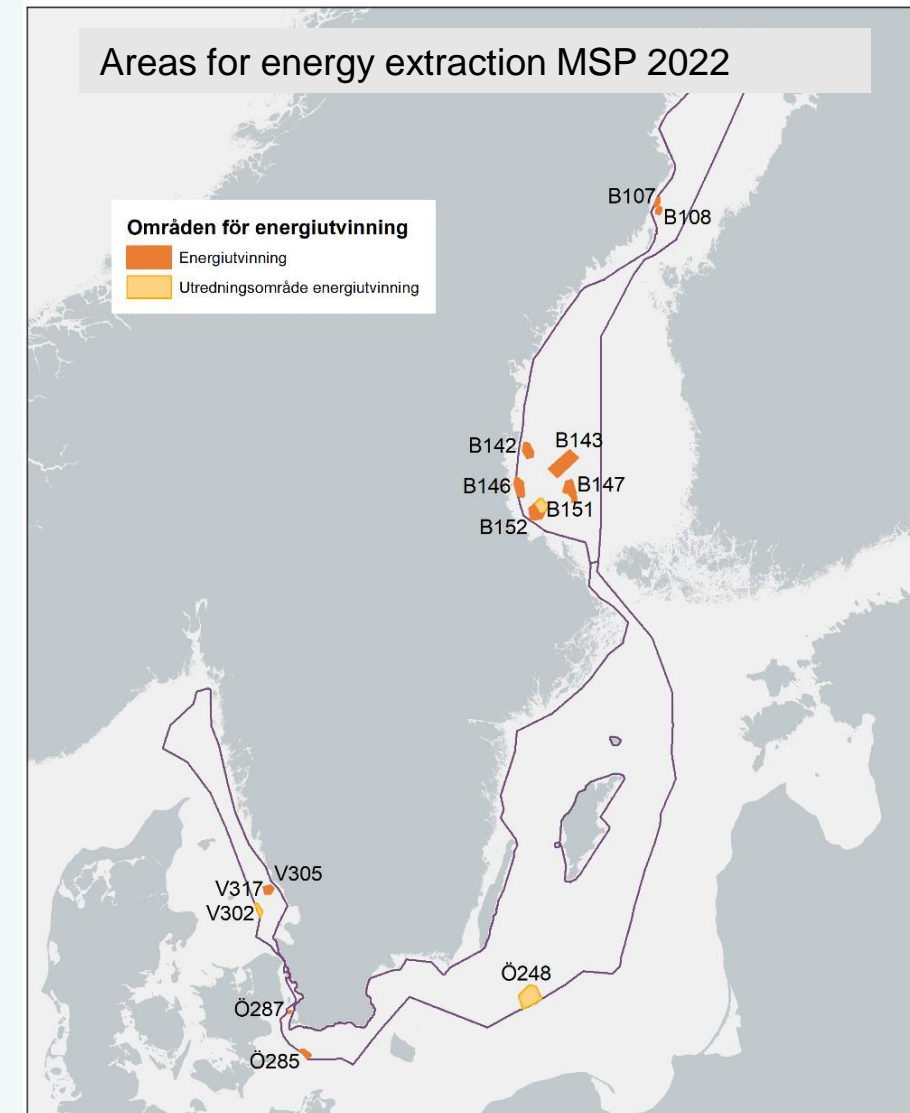 Areas for energy extraction MSP 2022
Områden för energiutvinning
Energiutvinning
Utredningsområde energiutvinning
B107
B108
B142
B143
B146
B147
B151
B152
V305
V317
V302
Ö248
Ö287
Ö285